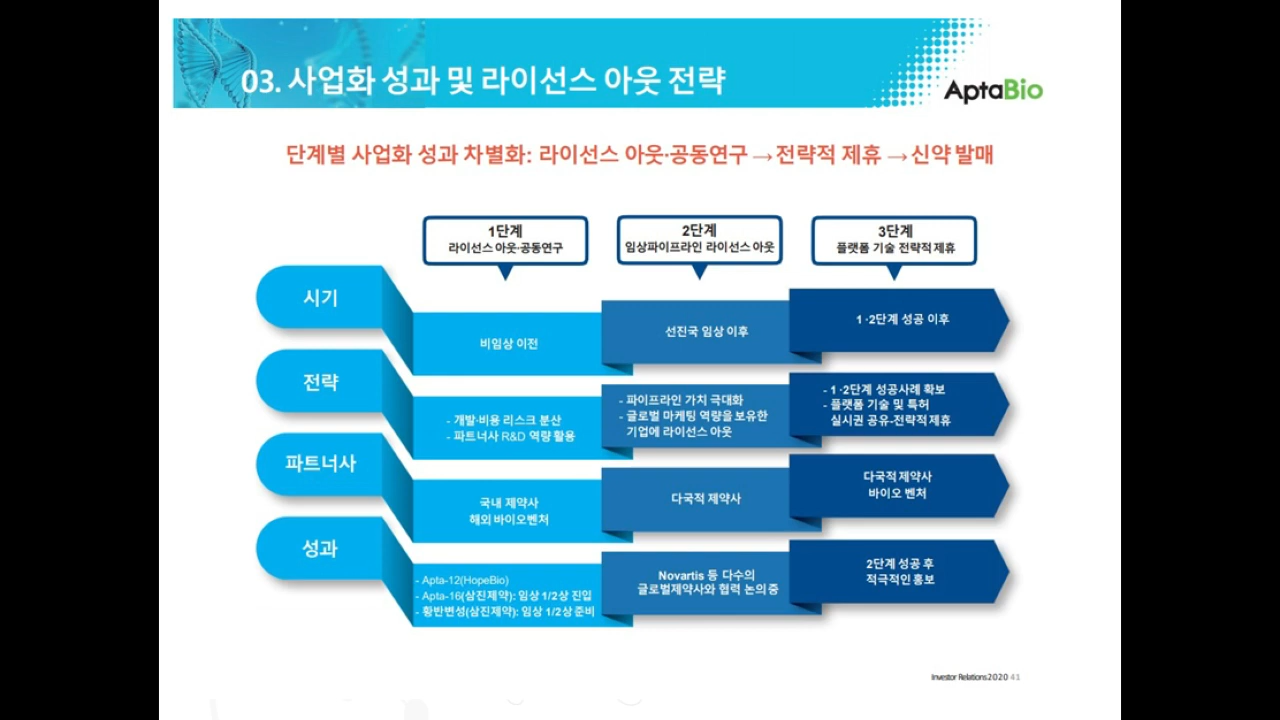 03. 사업화 성과 및 라이선스 아웃 전략
AptaBio
단계별 사업화 성과 차별화: 라이선스 아웃·공동연구 → 전략적 제휴 → 신약 발매
1단계
라이선스 아웃·공동연구
2단계
임상파이프라인 라이선스 아웃
3단계
플랫폼 기술 전략적 제휴
시기
비임상 이전
선진국 임상 이후
1·2단계 성공 이후
전략
- 개발·비용 리스크 분산
- 파트너사 R&D 역량 활용
- 파이프라인 가치 극대화
- 글로벌 마케팅 역량을 보유한
기업에 라이선스 아웃
- 1·2단계 성공사례 확보
- 플랫폼 기술 및 특허
실시권 공유-전략적 제휴
파트너사
국내 제약사
해외 바이오벤처
다국적 제약사
다국적 제약사
바이오 벤처
성과
- Apta-12(HopeBio)
- Apta-16(삼진제약): 임상 1/2상 진입
- 황반변성(삼진제약): 임상 1/2상 준비
Novartis 등 다수의
글로벌제약사와 협력 논의중
2단계 성공 후
적극적인 홍보
Investor Relations 2020 41